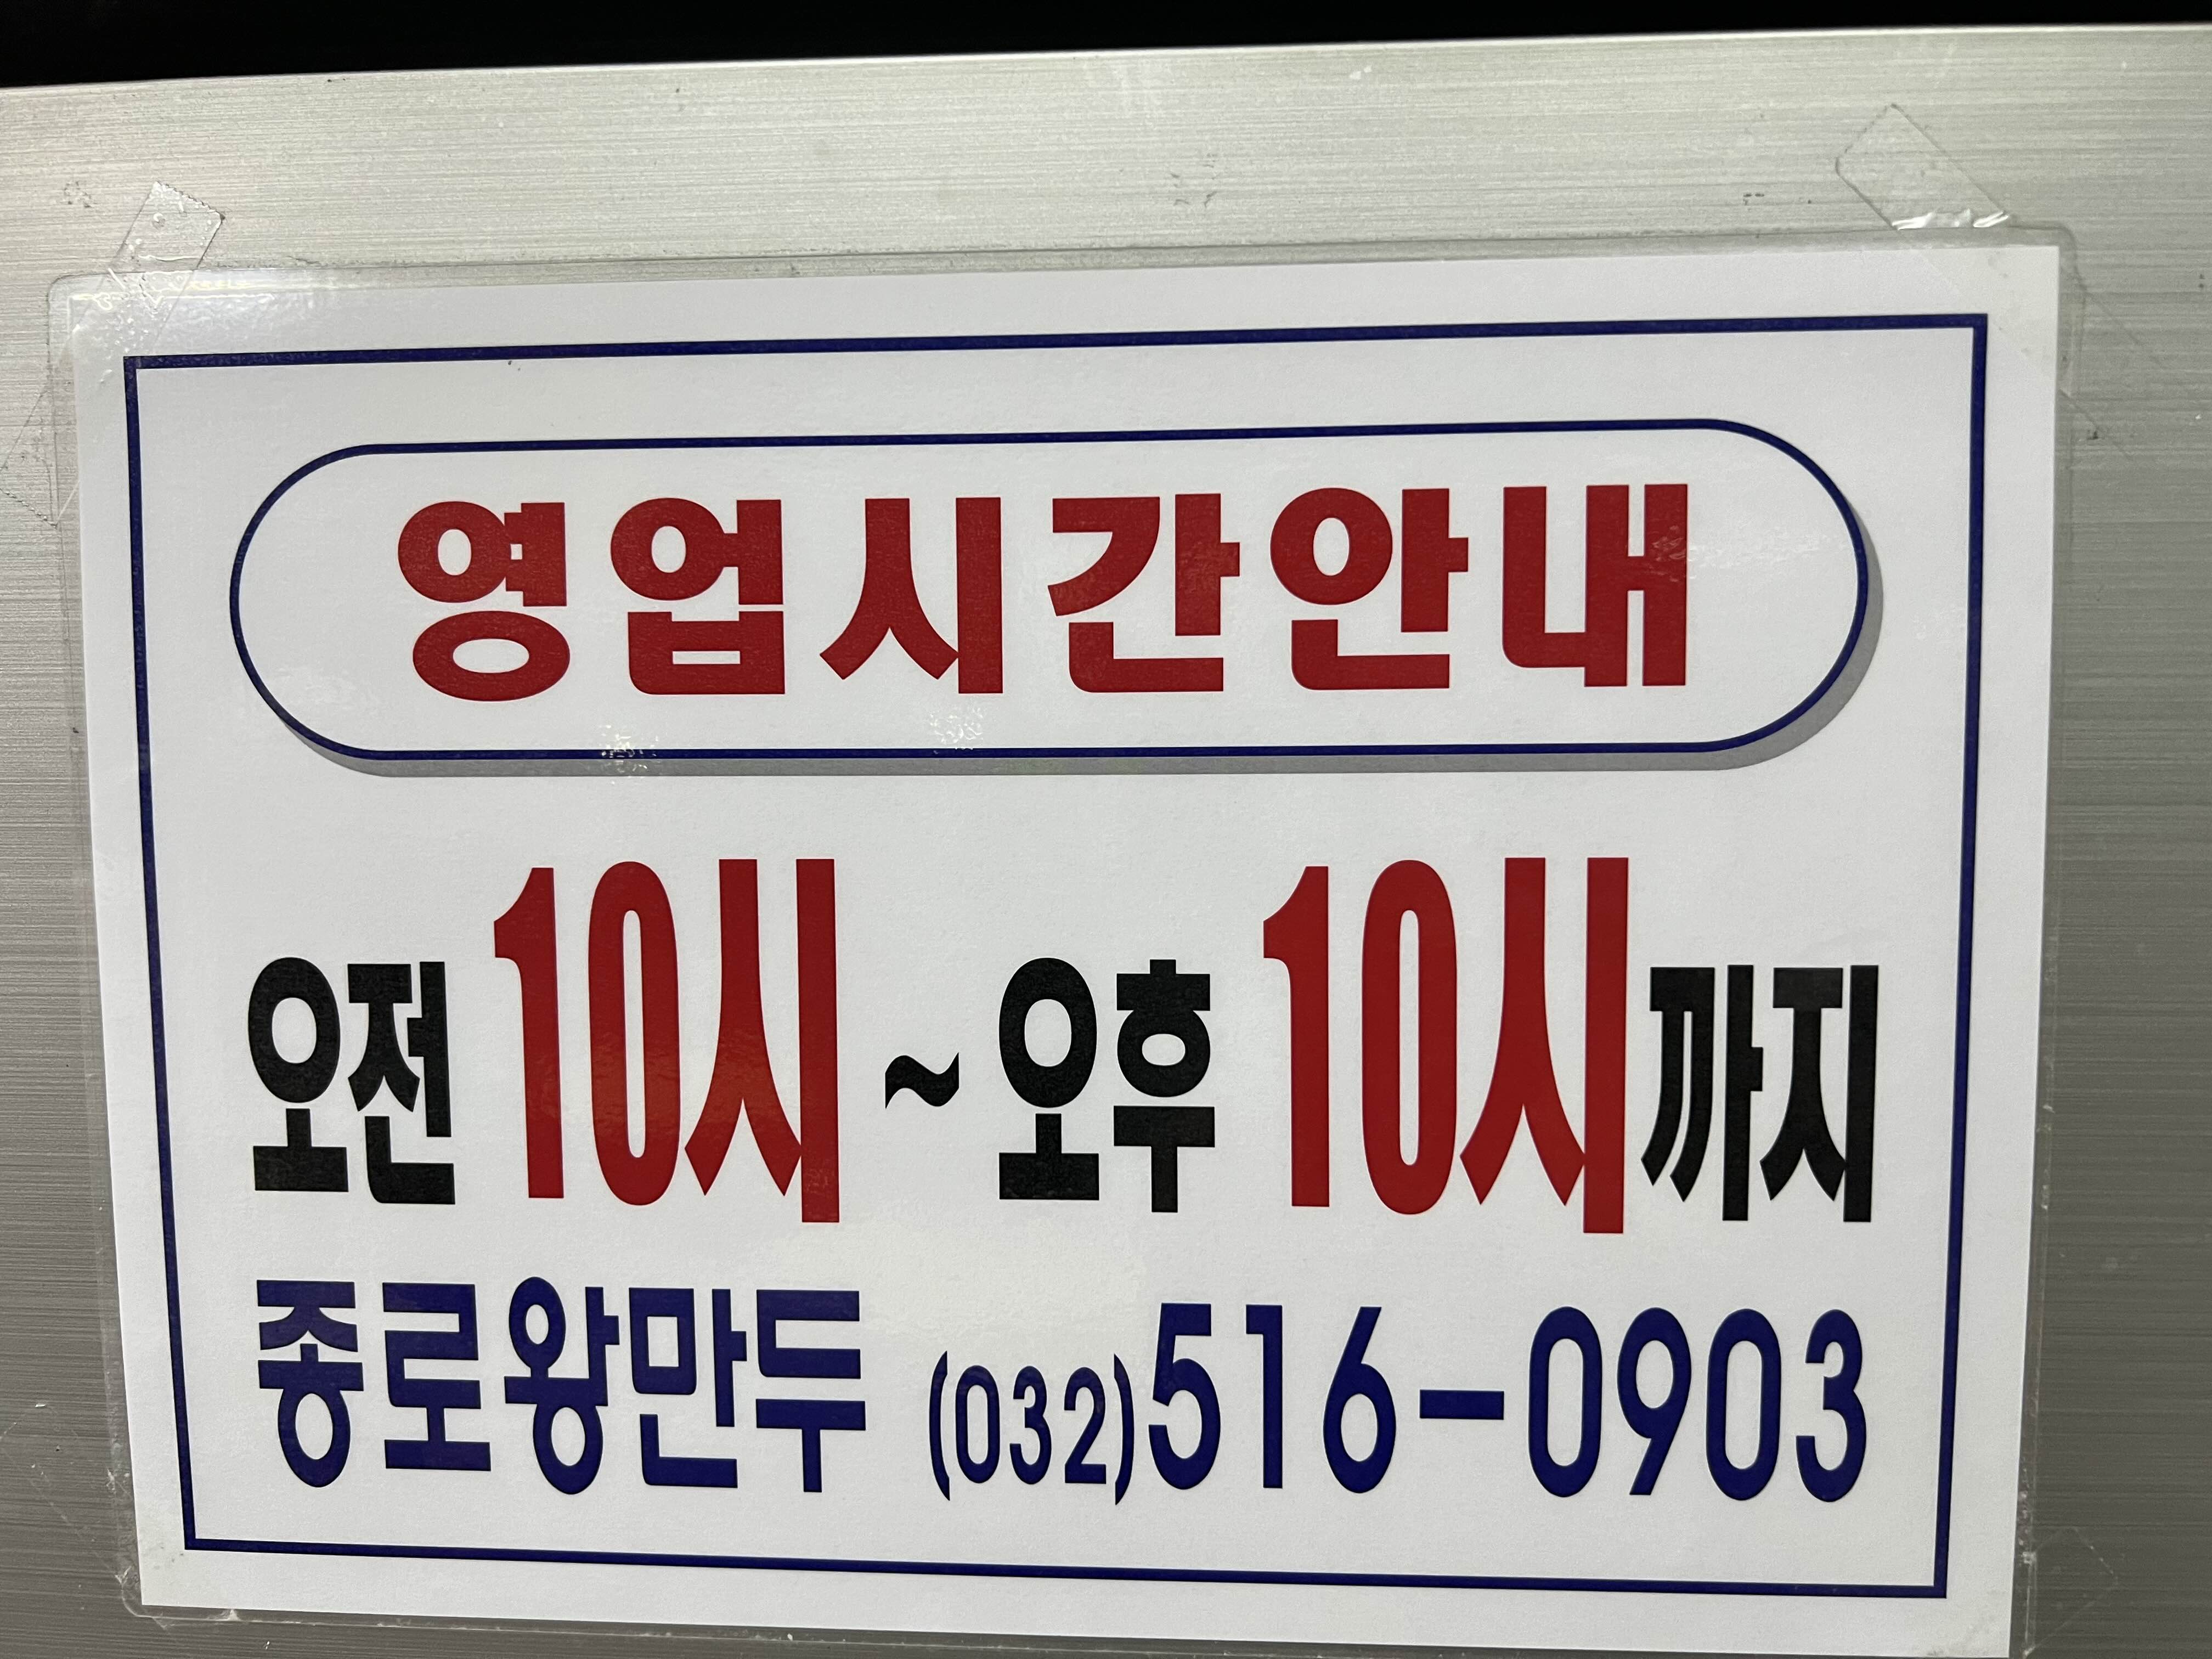 영업시간안내
오전 10시 ~ 오후 10시까지
종로왕만두 (032)516-0903